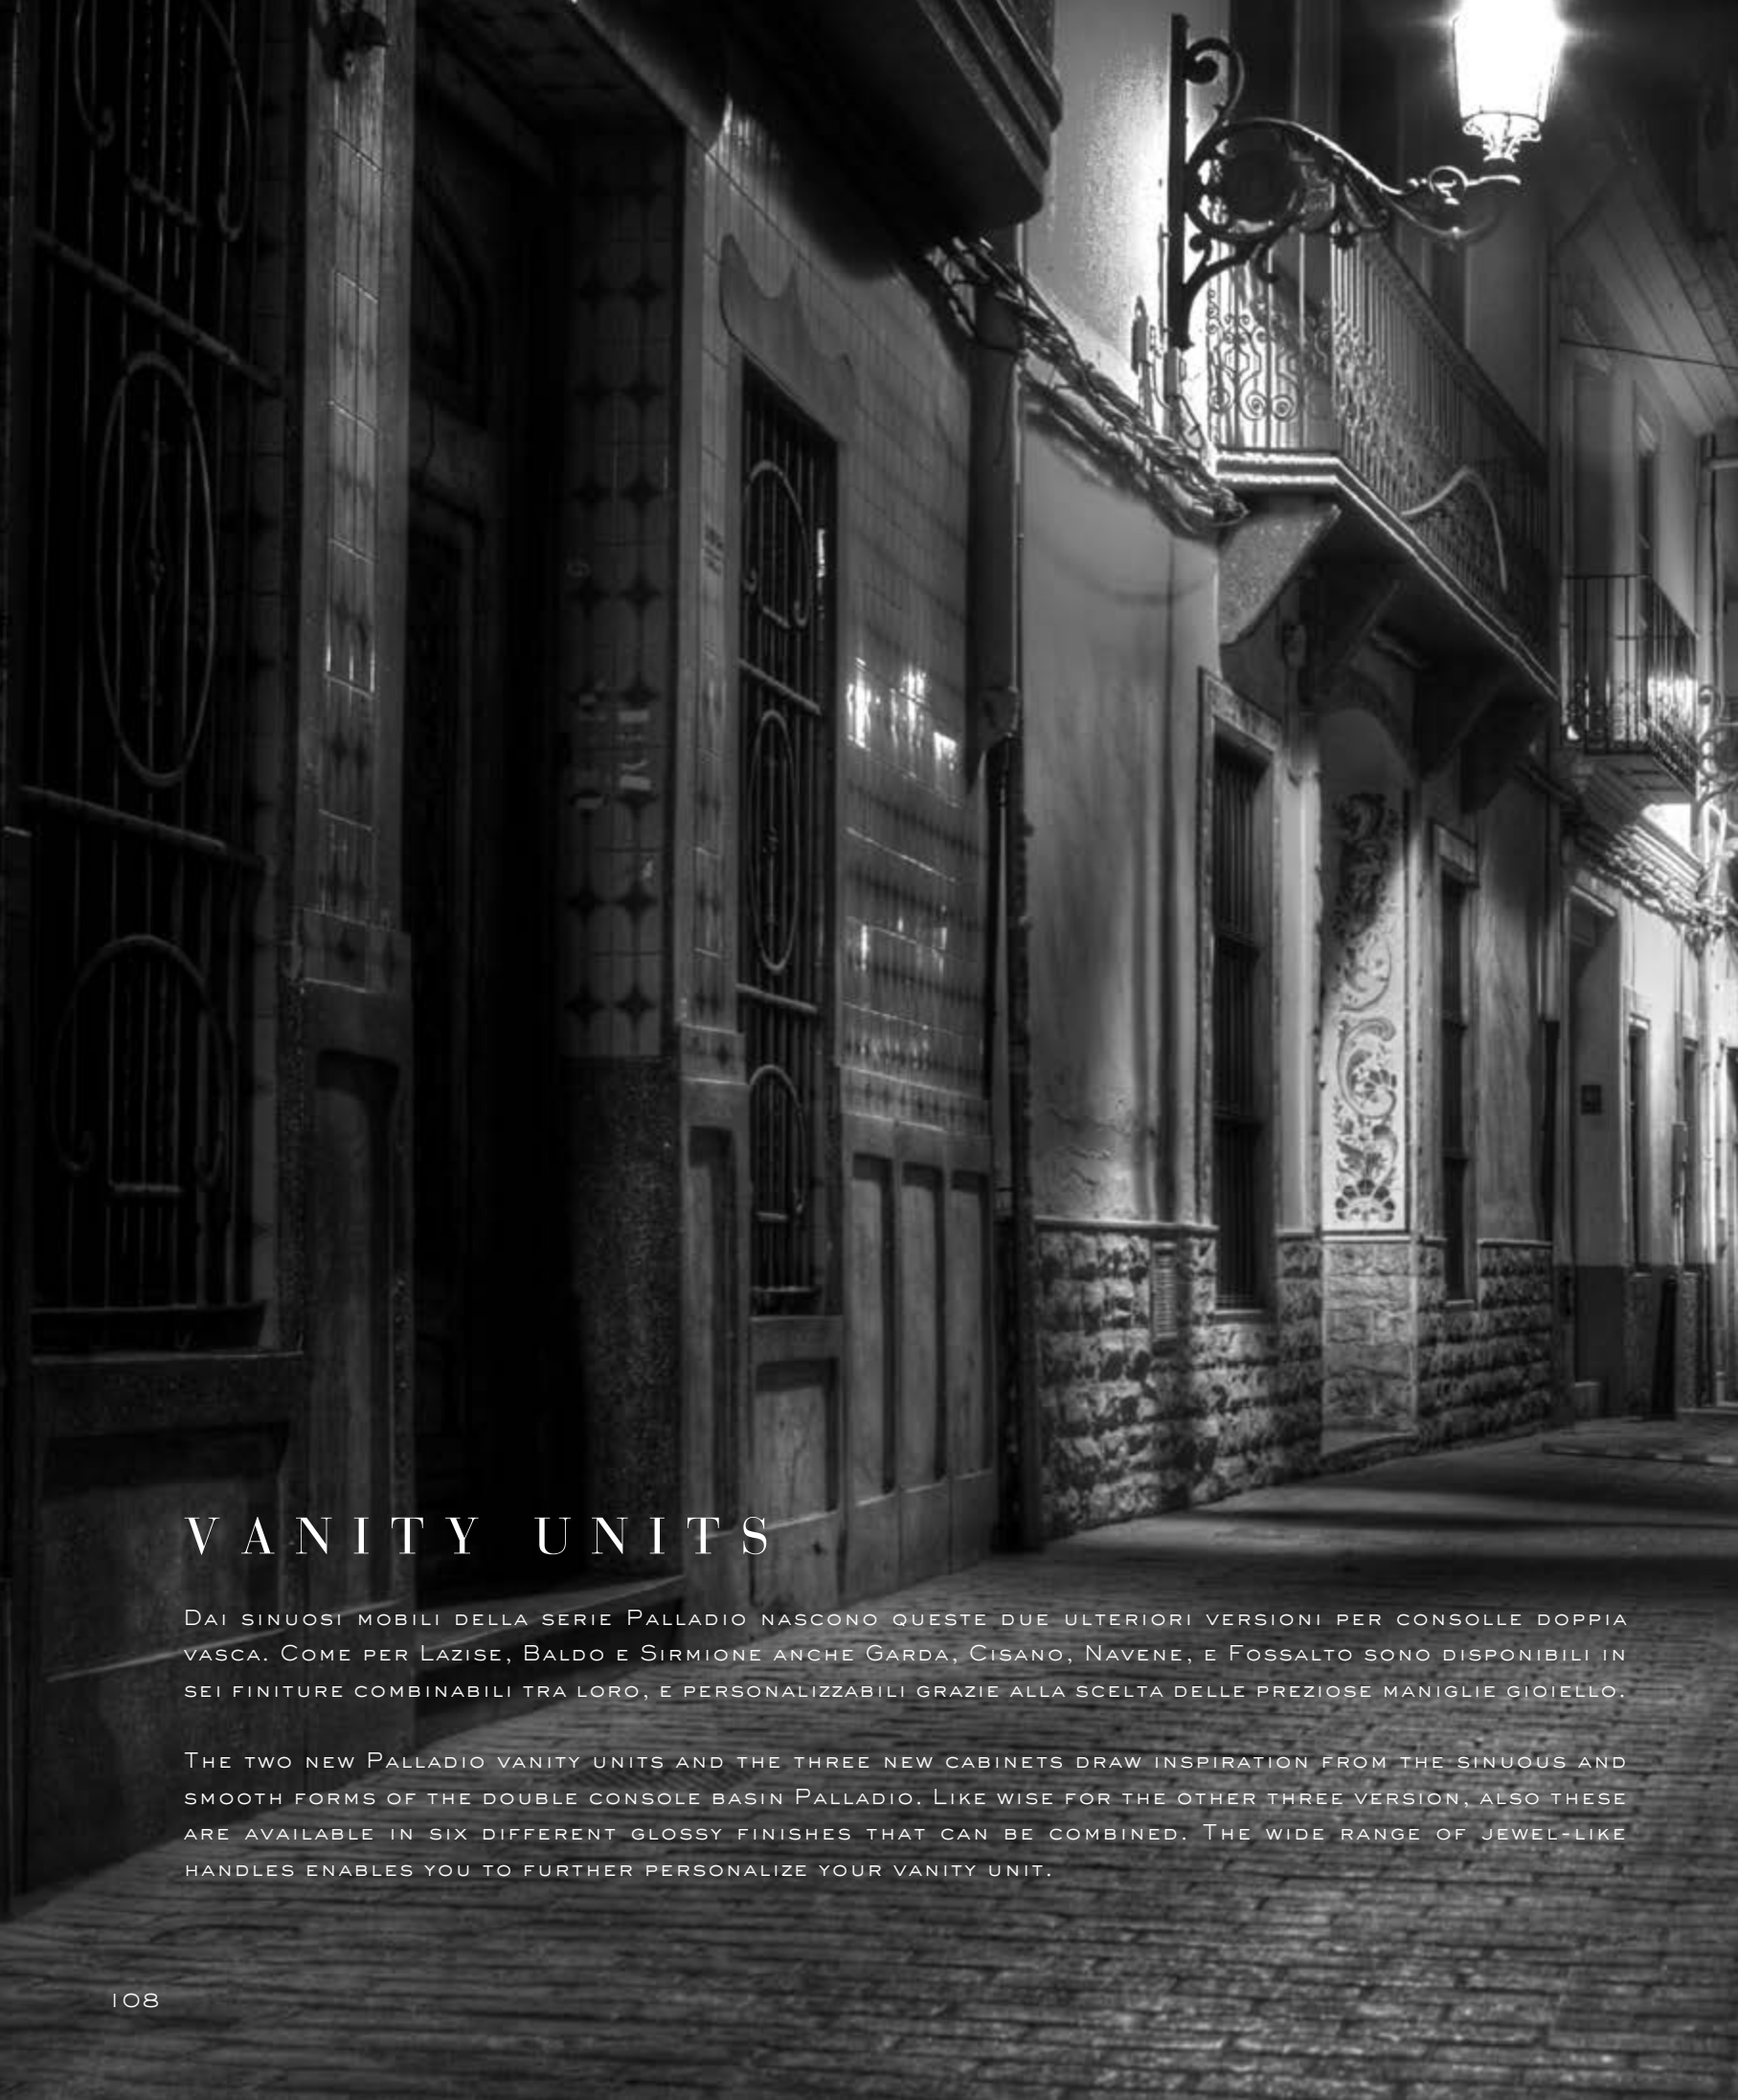 VANITY UNITS
Dai sinuosi mobili della serie Palladio nascono queste due ulteriori versioni per consolle doppia
vasca. Come per Lazise, Baldo e Sirmione anche Garda, Cisano, Navene, e Fossalto sono disponibili in
sei finiture combinabili tra loro, e personalizzabili grazie alla scelta delle preziose maniglie gioiello.
The two new Palladio vanity units and the three new cabinets draw inspiration from the sinuous and
smooth forms of the double console basin Palladio. Like wise for the other three version, also these
are available in six different glossy finishes that can be combined. The wide range of jewel-like
handles enables you to further personalize your vanity unit.
108